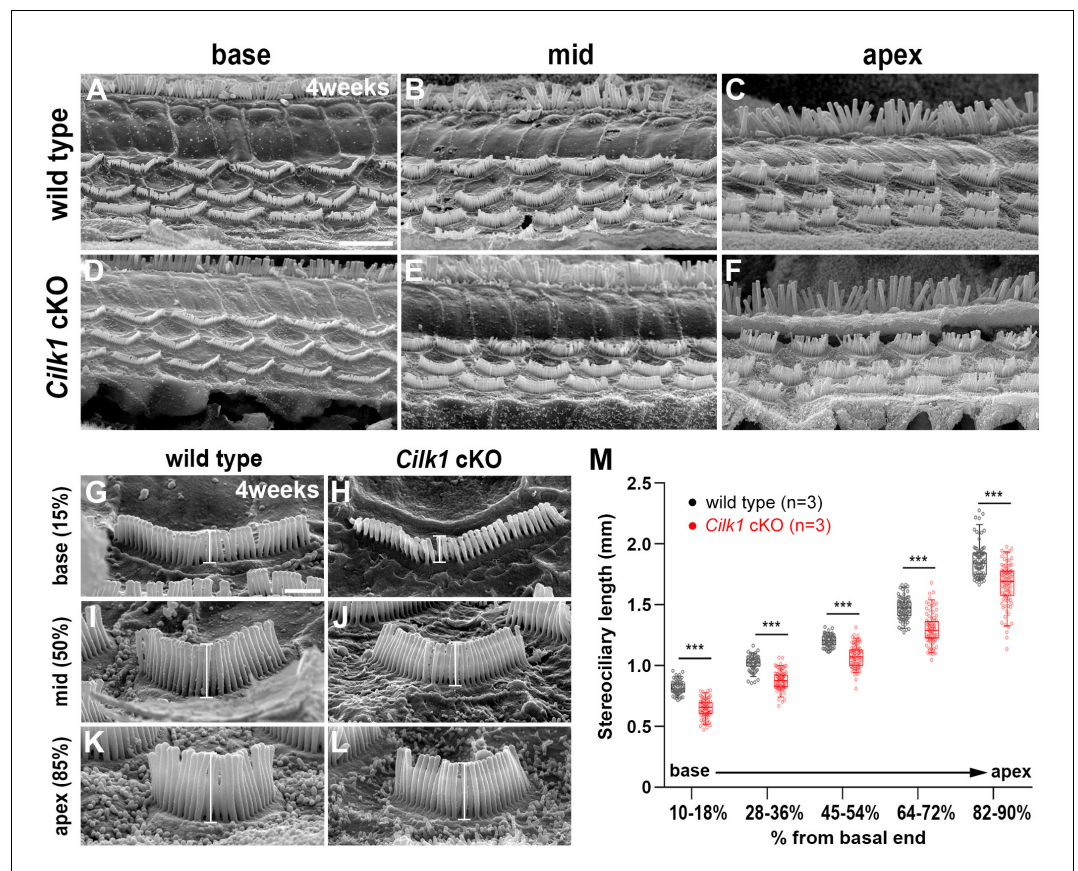 base mid apex
wild type
A 4weeks B C
Cilk1 cKO
D E F
wild type Cilk1 cKO
base (15%)
G 4weeks H
mid (50%)
I J
apex (85%)
K L
M
Stereociliary length (mm)
2.5
2.0
1.5
1.0
0.5
0
wild type (n=3)
Cilk1 cKO (n=3)
***
***
***
***
***
base apex
10-18% 28-36% 45-54% 64-72% 82-90%
% from basal end